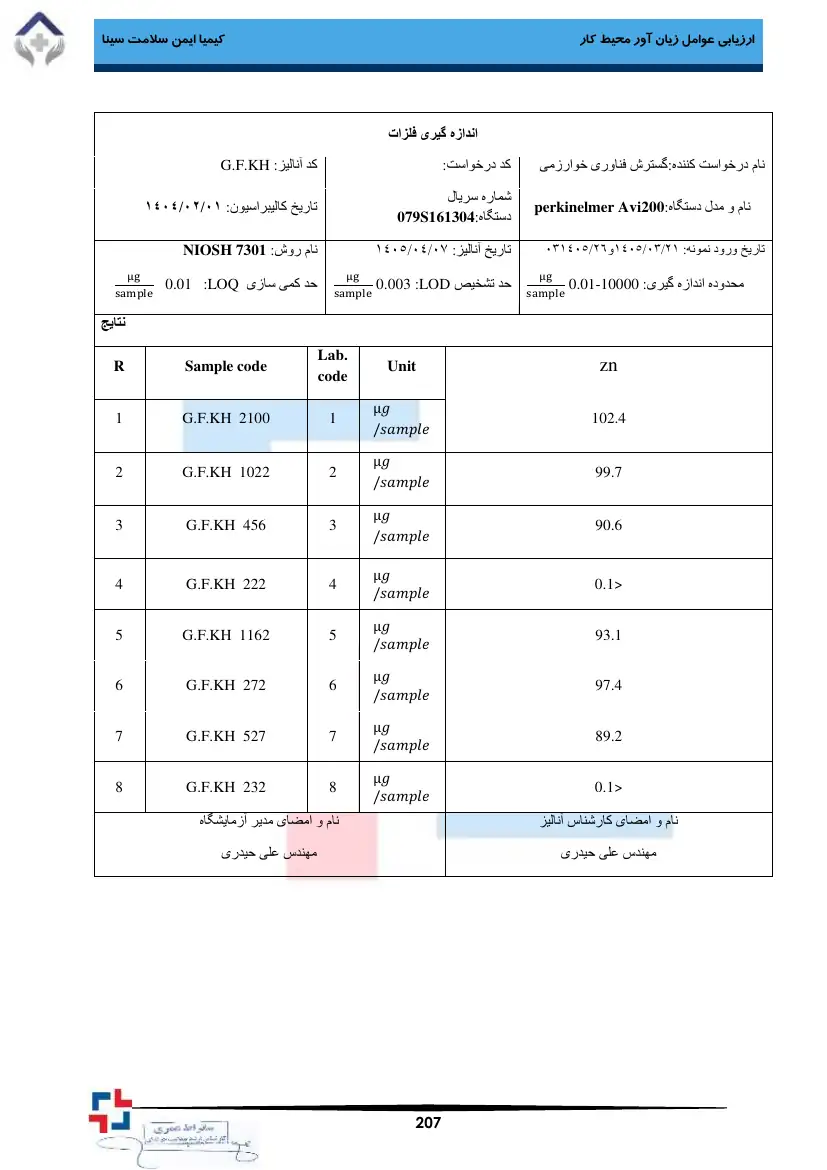 ارزیابی عوامل زیان آور محیط کار
کیمیا ایمن سلامت سینا
اندازه گیری فلزات
نام درخواست کننده:گسترش فناوری خوارزمی
کد درخواست:
کد آنالیز: G.F.KH
نام و مدل دستگاه:perkinelmer Avi200
شماره سریال
دستگاه:079S161304
تاریخ کالیبراسیون: ۱٤۰٤/۰۲/۰۱
تاریخ ورود نمونه: ۱٤۰٥/۰۳/۲۱و۰۳۱٤۰٥/۲٦
تاریخ آنالیز: ۱٤۰٥/۰٤/۰۷
نام روش: NIOSH 7301
محدوده اندازه گیری: 0.01-10000 µg/sample
حد تشخیص LOD: 0.003 µg/sample
حد کمی سازی LOQ: 0.01 µg/sample
نتایج
R Sample code Lab. code Unit zn
1 G.F.KH 2100 1 µg/sample 102.4
2 G.F.KH 1022 2 µg/sample 99.7
3 G.F.KH 456 3 µg/sample 90.6
4 G.F.KH 222 4 µg/sample 0.1>
5 G.F.KH 1162 5 µg/sample 93.1
6 G.F.KH 272 6 µg/sample 97.4
7 G.F.KH 527 7 µg/sample 89.2
8 G.F.KH 232 8 µg/sample 0.1>
نام و امضای کارشناس آنالیز
مهندس علی حیدری
نام و امضای مدیر آزمایشگاه
مهندس علی حیدری
207